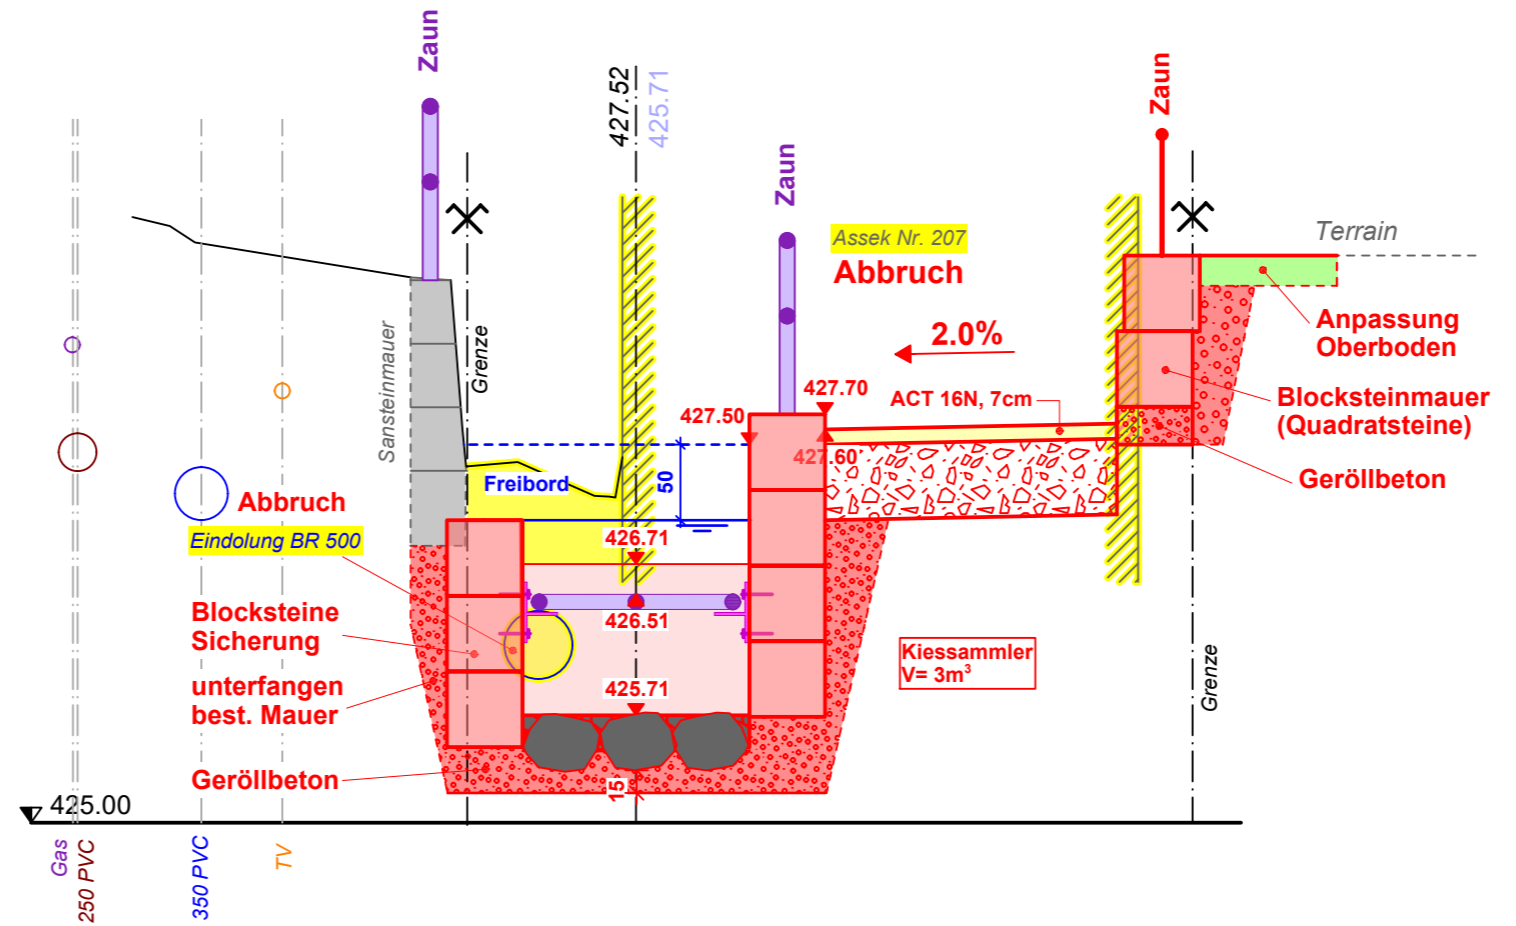 Zaun
427.52
425.71
Zaun
Zaun
Assek Nr. 207
Abbruch
Terrain
2.0%
Anpassung
Oberboden
Sansteinmauer
Grenze
427.70
427.50
ACT 16N, 7cm
Blocksteinmauer
(Quadratsteine)
427.60
Geröllbeton
Freibord
50
Abbruch
Eindolung BR 500
426.71
Blocksteine
Sicherung
426.51
Kiessammler
V= 3m³
unterfangen
best. Mauer
425.71
Grenze
Geröllbeton
15
425.00
Gas
250 PVC
350 PVC
TV